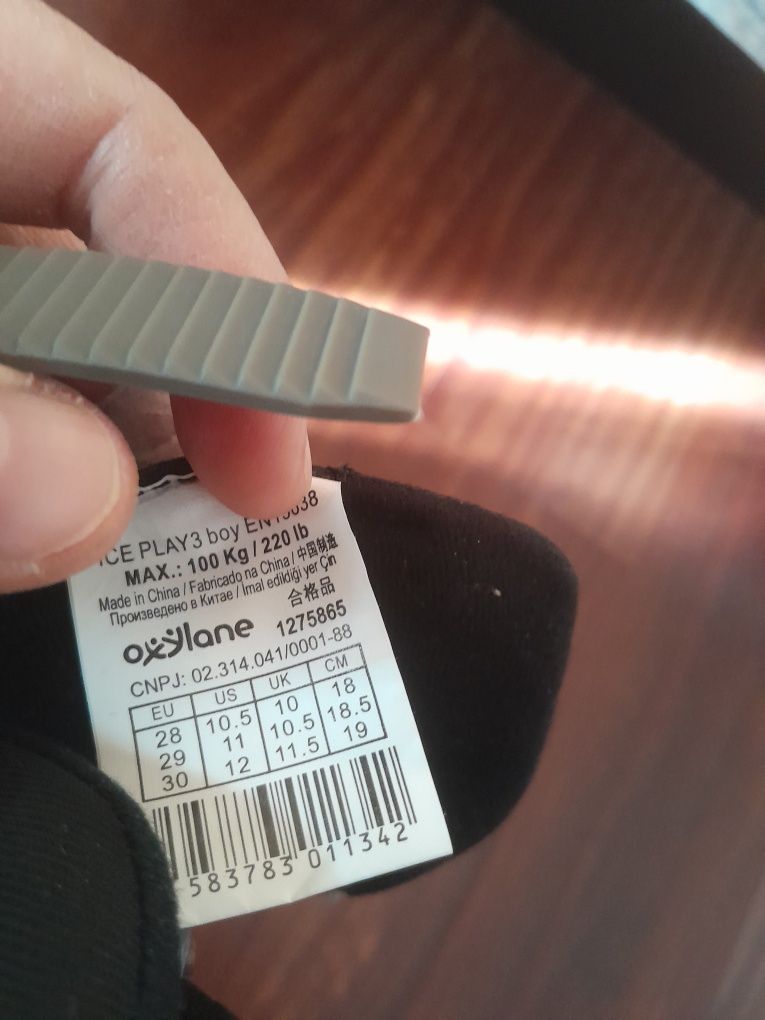 ICE PLAY3 boy
MAX.: 100 Kg / 220 lb
Made in China / Fabricado na China / 中国制造
Произведено в Китае / İmal edildiği yer Çin
合格品
oxylane 1275865
CNPJ: 02.314.041/0001-88
EU US UK CM
28 10.5 10 18
29 11 10.5 18.5
30 12 11.5 19
583783 011342